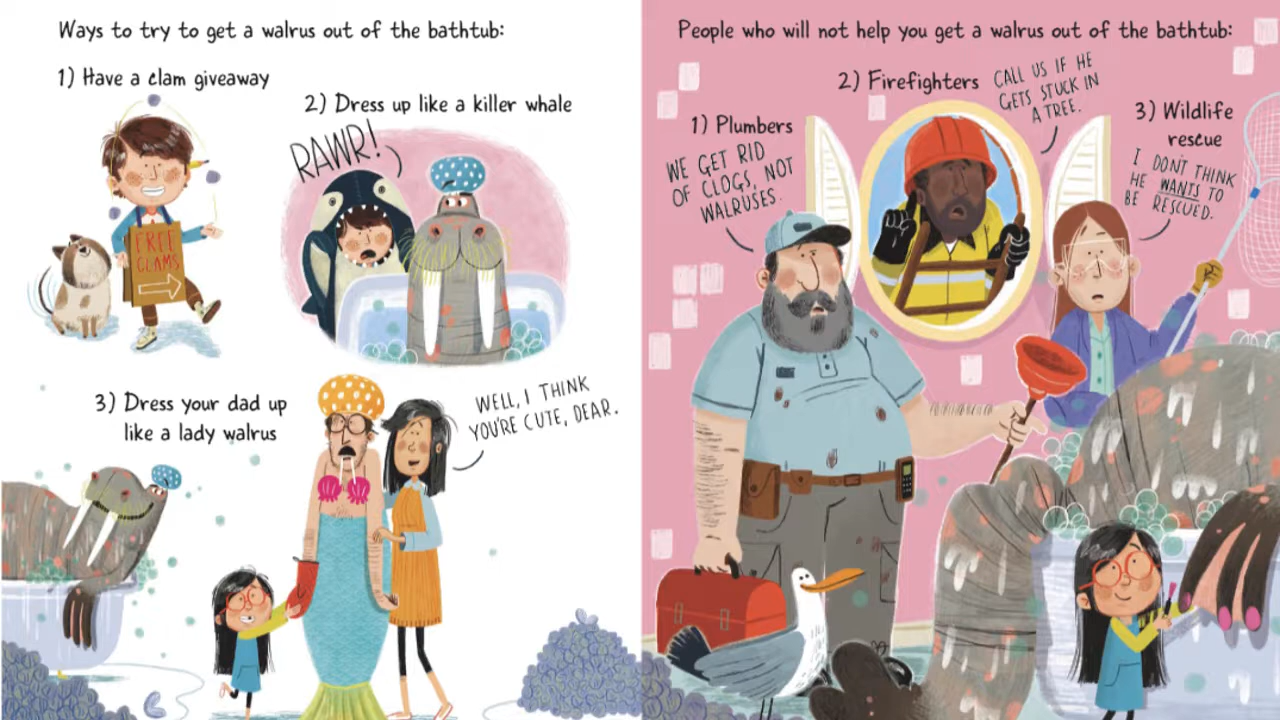 Ways to try to get a walrus out of the bathtub:
1) Have a clam giveaway
FREE
CLAMS
2) Dress up like a killer whale
RAWR!
3) Dress your dad up
like a lady walrus
WELL, I THINK
YOU'RE CUTE, DEAR.
People who will not help you get a walrus out of the bathtub:
1) Plumbers
WE GET RID
OF CLOGS, NOT
WALRUSES.
2) Firefighters
CALL US IF HE
GETS STUCK IN
A TREE.
3) Wildlife
rescue
I DON'T THINK
HE WANTS TO
BE RESCUED.